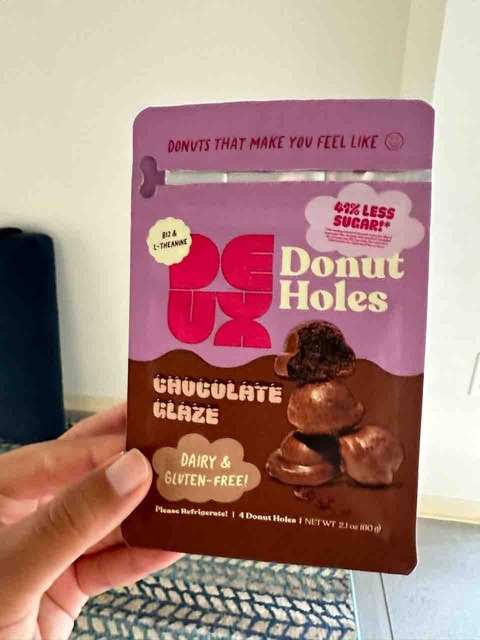 DONUTS THAT MAKE YOU FEEL LIKE
41% LESS
SUGAR!*
B12 &
L-THEANINE
DEUX
Donut
Holes
CHOCOLATE
GLAZE
DAIRY &
GLUTEN-FREE!
Please Refrigerate! | 4 Donut Holes | NET WT 2.1 oz (60 g)